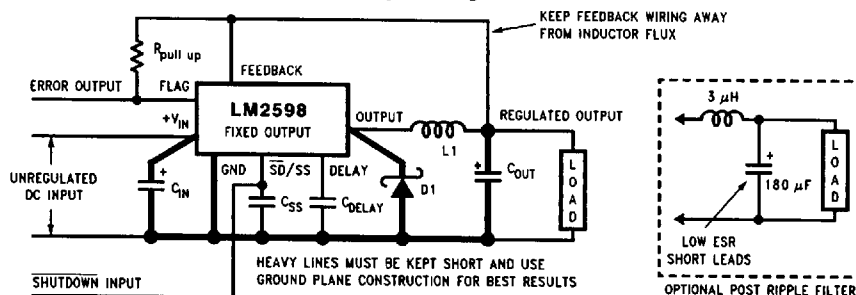 KEEP FEEDBACK WIRING AWAY
FROM INDUCTOR FLUX
Rpull up
FEEDBACK
ERROR OUTPUT
FLAG
3 μH
+VIN
LM2598
FIXED OUTPUT
OUTPUT
REGULATED OUTPUT
L1
UNREGULATED
DC INPUT
+
CIN
GND
SD/SS
DELAY
CSS
CDELAY
D1
+
COUT
LOAD
+
180 μF
LOAD
LOW ESR
SHORT LEADS
HEAVY LINES MUST BE KEPT SHORT AND USE
GROUND PLANE CONSTRUCTION FOR BEST RESULTS
SHUTDOWN INPUT
OPTIONAL POST RIPPLE FILTER